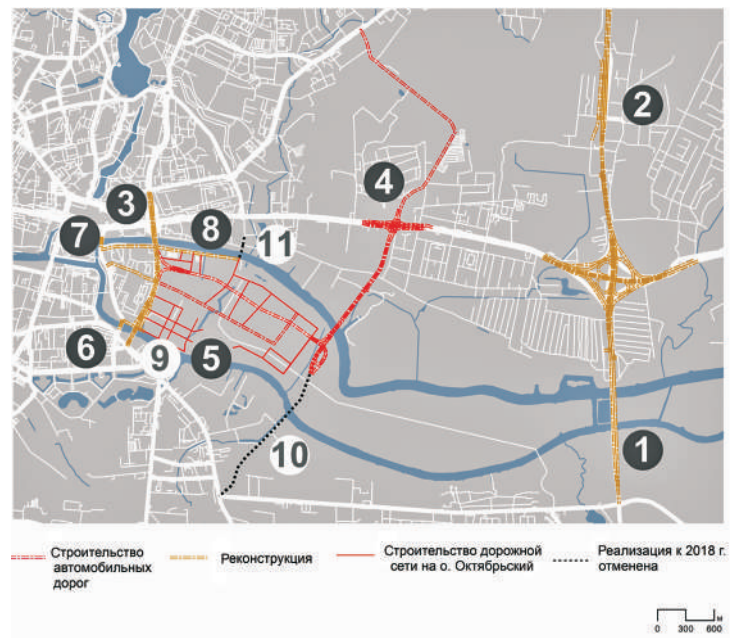 2
3
4
7
8
11
6
9
5
10
1
Строительство
автомобильных
дорог
Реконструкция
Строительство дорожной
сети на о. Октябрьский
Реализация к 2018 г.
отменена
м
0 300 600